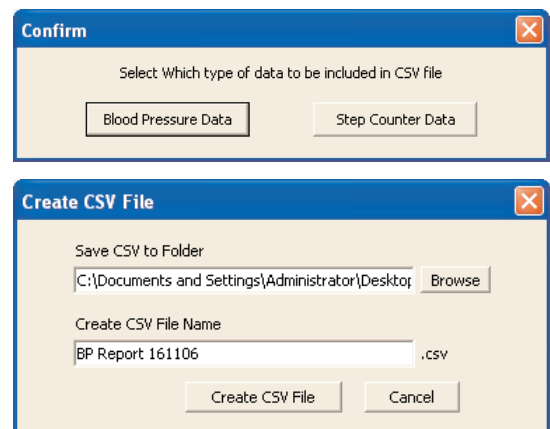 Confirm
Select Which type of data to be included in CSV file
Blood Pressure Data Step Counter Data
Create CSV File
Save CSV to Folder
C:\Documents and Settings\Administrator\Desktop Browse
Create CSV File Name
BP Report 161106 .csv
Create CSV File Cancel